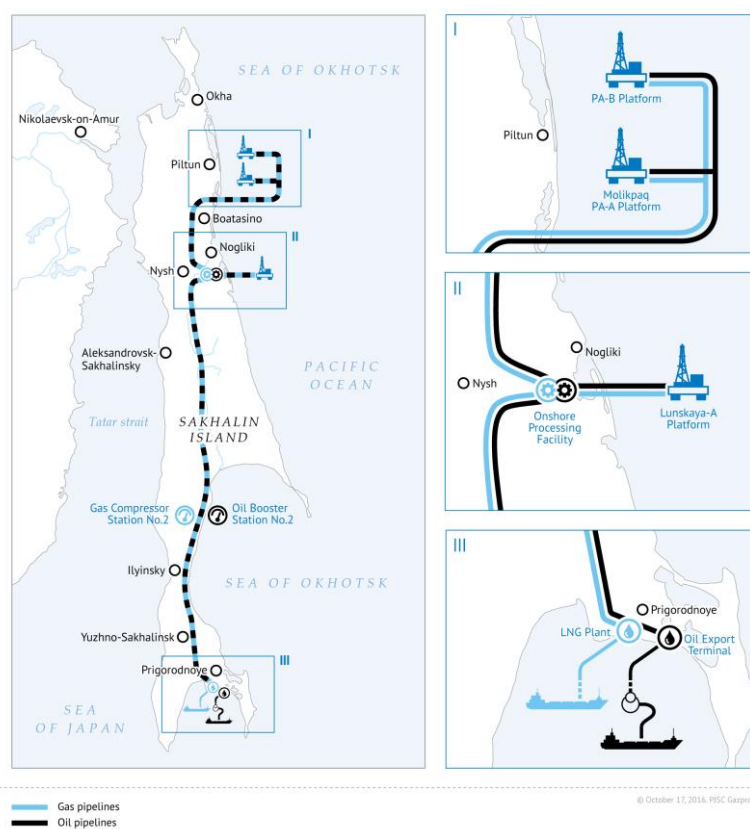 SEA OF OKHOTSK
Okha
Nikolaevsk-on-Amur
I
Piltun
Boatasino
II
Nogliki
Nysh
Aleksandrovsk-
Sakhalinsky
PACIFIC
OCEAN
Tatar strait
SAKHALIN
ISLAND
Gas Compressor
Station No.2
Oil Booster
Station No.2
Ilyinsky
SEA OF OKHOTSK
Yuzhno-Sakhalinsk
Prigorodnoye
III
SEA
OF JAPAN
I
PA-B Platform
Piltun
Molikpaq
PA-A Platform
II
Nogliki
Nysh
Onshore
Processing
Facility
Lunskaya-A
Platform
III
Prigorodnoye
LNG Plant
Oil Export
Terminal
Gas pipelines
Oil pipelines
© October 17, 2016, PJSC Gazpro